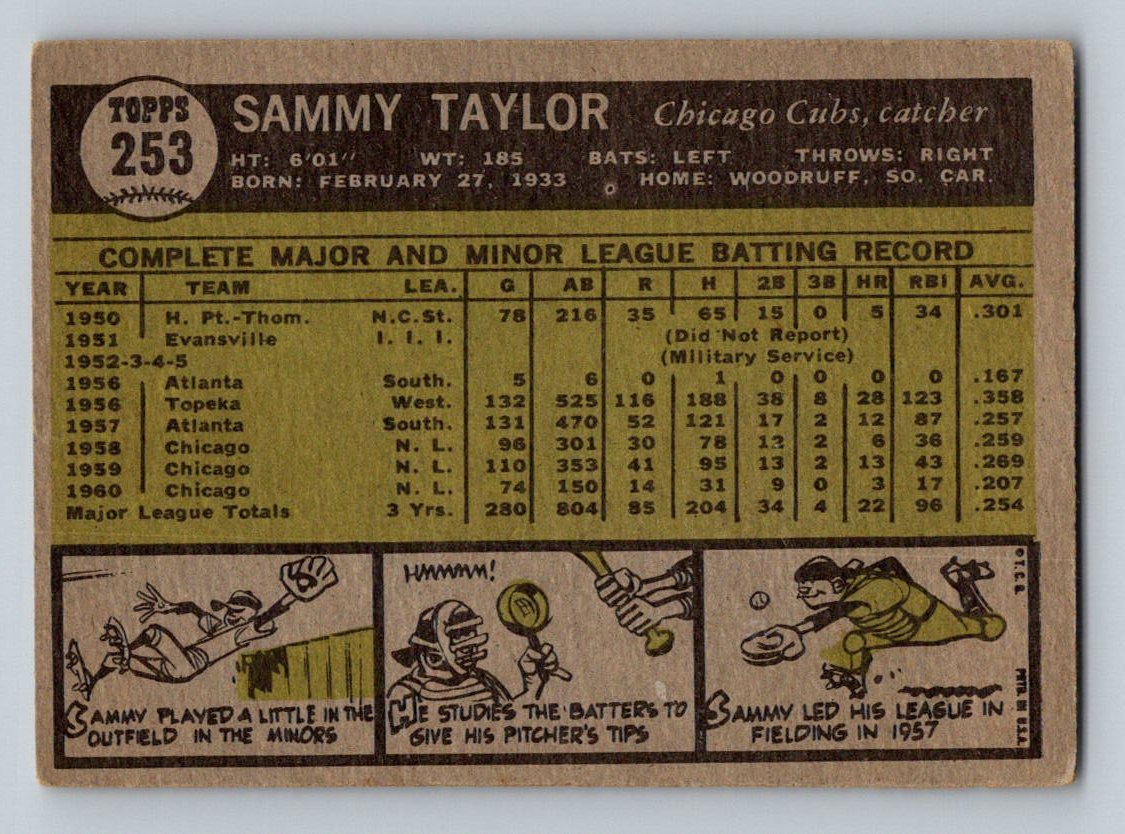 TOPPS
253
SAMMY TAYLOR Chicago Cubs, catcher
HT: 6'01" WT: 185 BATS: LEFT THROWS: RIGHT
BORN: FEBRUARY 27, 1933 HOME: WOODRUFF, SO. CAR.
COMPLETE MAJOR AND MINOR LEAGUE BATTING RECORD
YEAR TEAM LEA. G AB R H 2B 3B HR RBI AVG.
1950 H. Pt.-Thom. N.C.St. 78 216 35 65 15 0 5 34 .301
1951 Evansville I. I. I. (Did Not Report)
1952-3-4-5 (Military Service)
1956 Atlanta South. 5 6 0 1 0 0 0 0 .167
1956 Topeka West. 132 525 116 188 38 8 28 123 .358
1957 Atlanta South. 131 470 52 121 17 2 12 87 .257
1958 Chicago N. L. 96 301 30 78 12 2 6 36 .259
1959 Chicago N. L. 110 353 41 95 13 2 13 43 .269
1960 Chicago N. L. 74 150 14 31 9 0 3 17 .207
Major League Totals 3 Yrs. 280 804 85 204 34 4 22 96 .254
SAMMY PLAYED A LITTLE IN THE
OUTFIELD IN THE MINORS
HMMMM!
HE STUDIES THE BATTERS TO
GIVE HIS PITCHER'S TIPS
SAMMY LED HIS LEAGUE IN
FIELDING IN 1957
© T.C.G. PTD. IN U.S.A.